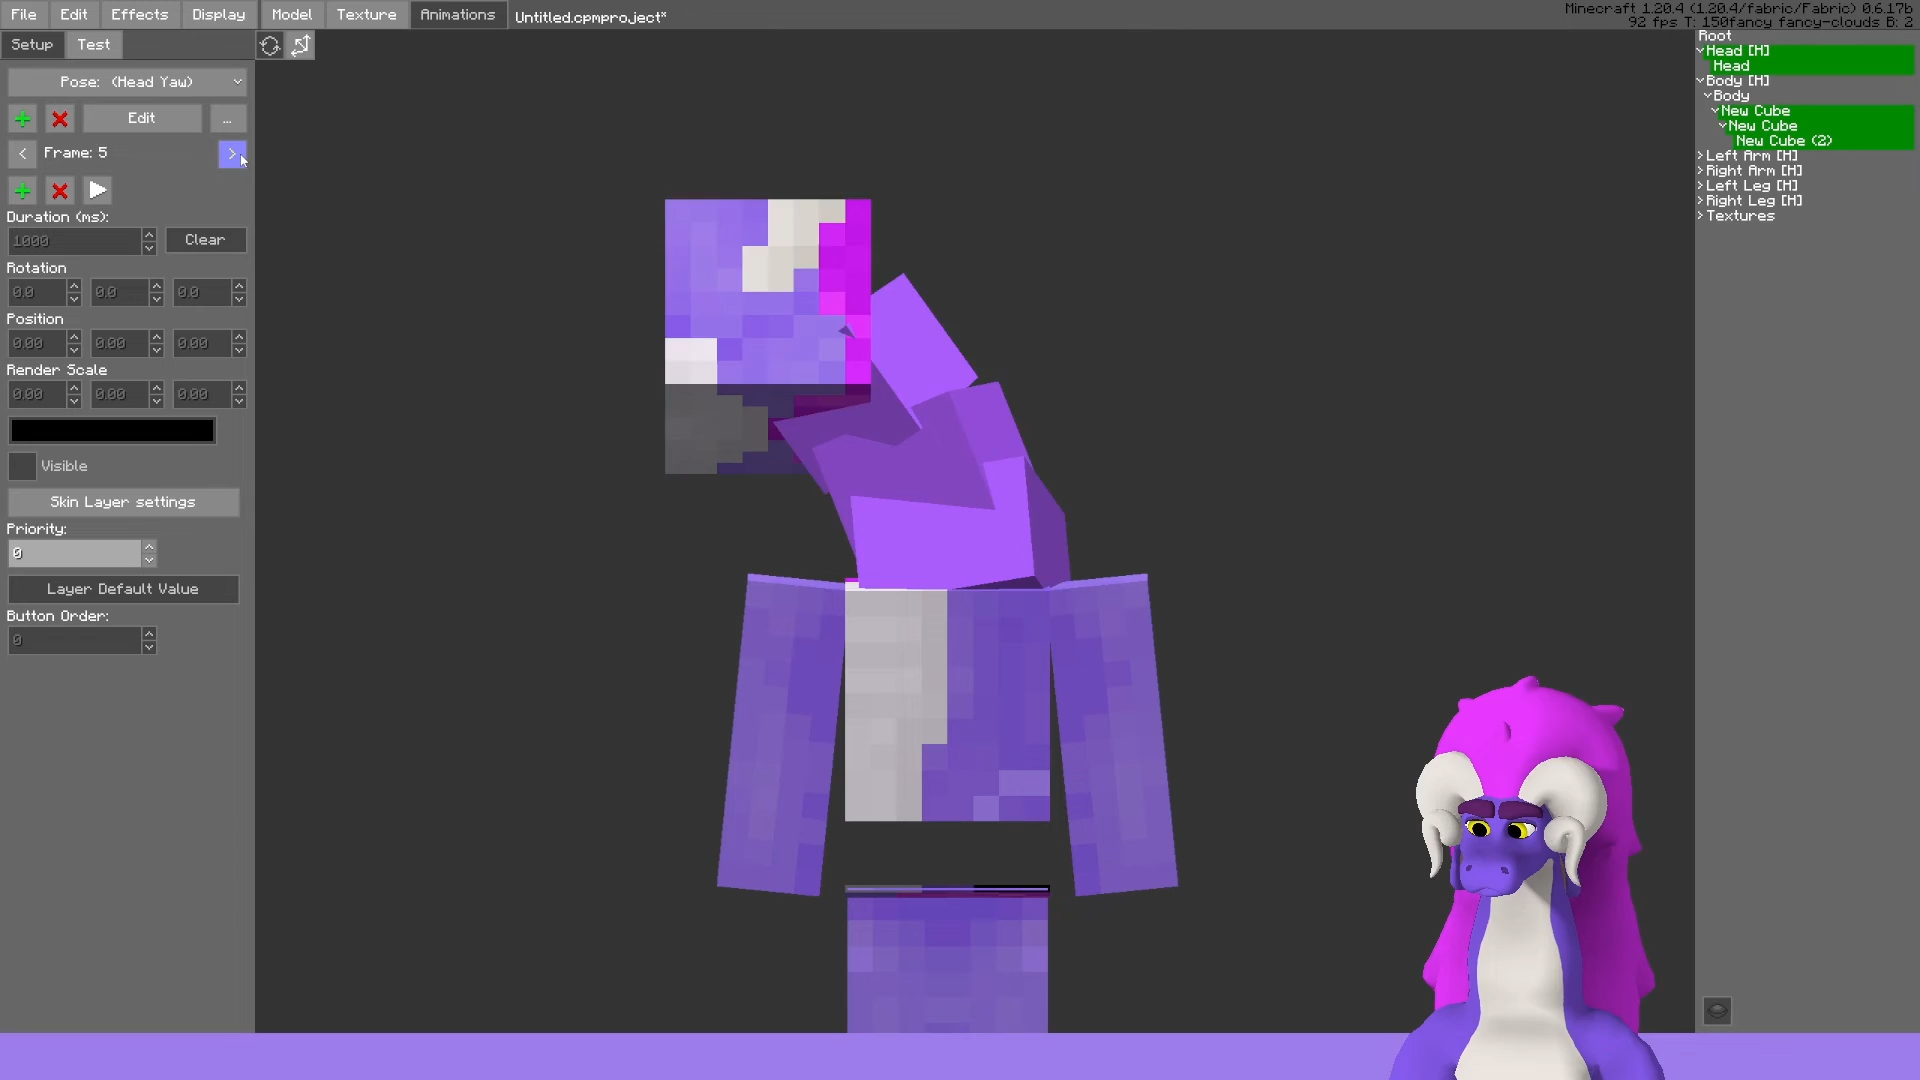 File Edit Effects Display Model Texture Animations Untitled.cpmproject*
Minecraft 1.20.4 (1.20.4/fabric/Fabric) 0.6.17b
92 fps T: 150fancy fancy-clouds B: 2
Setup Test
Pose: (Head Yaw)
Edit ...
< Frame: 5 >
Duration (ms):
1000 Clear
Rotation
0.0 0.0 0.0
Position
0.00 0.00 0.00
Render Scale
0.00 0.00 0.00
Visible
Skin Layer settings
Priority:
0
Layer Default Value
Button Order:
0
Root
Head [H]
Head
Body [H]
Body
New Cube
New Cube
New Cube (2)
Left Arm [H]
Right Arm [H]
Left Leg [H]
Right Leg [H]
Textures